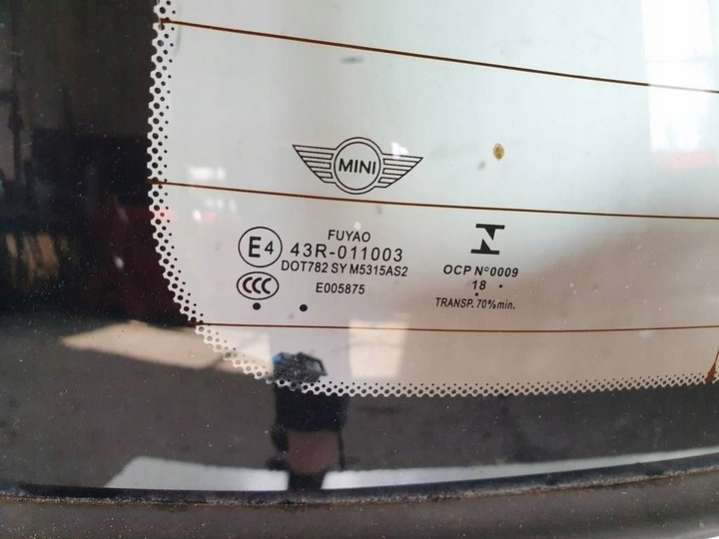 MINI
FUYAO
E4 43R-011003
DOT782 SY M5315AS2
CCC E005875
OCP N°0009
18
TRANSP. 70%min.